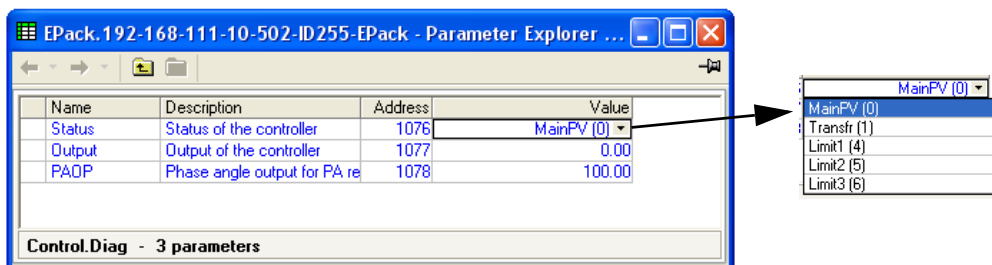 EPack.192-168-111-10-502-ID255-EPack - Parameter Explorer ...
Name Description Address Value
Status Status of the controller 1076 MainPV (0)
Output Output of the controller 1077 0.00
PAOP Phase angle output for PA re 1078 100.00
Control.Diag - 3 parameters
MainPV (0)
MainPV (0)
Transfr (1)
Limit1 (4)
Limit2 (5)
Limit3 (6)